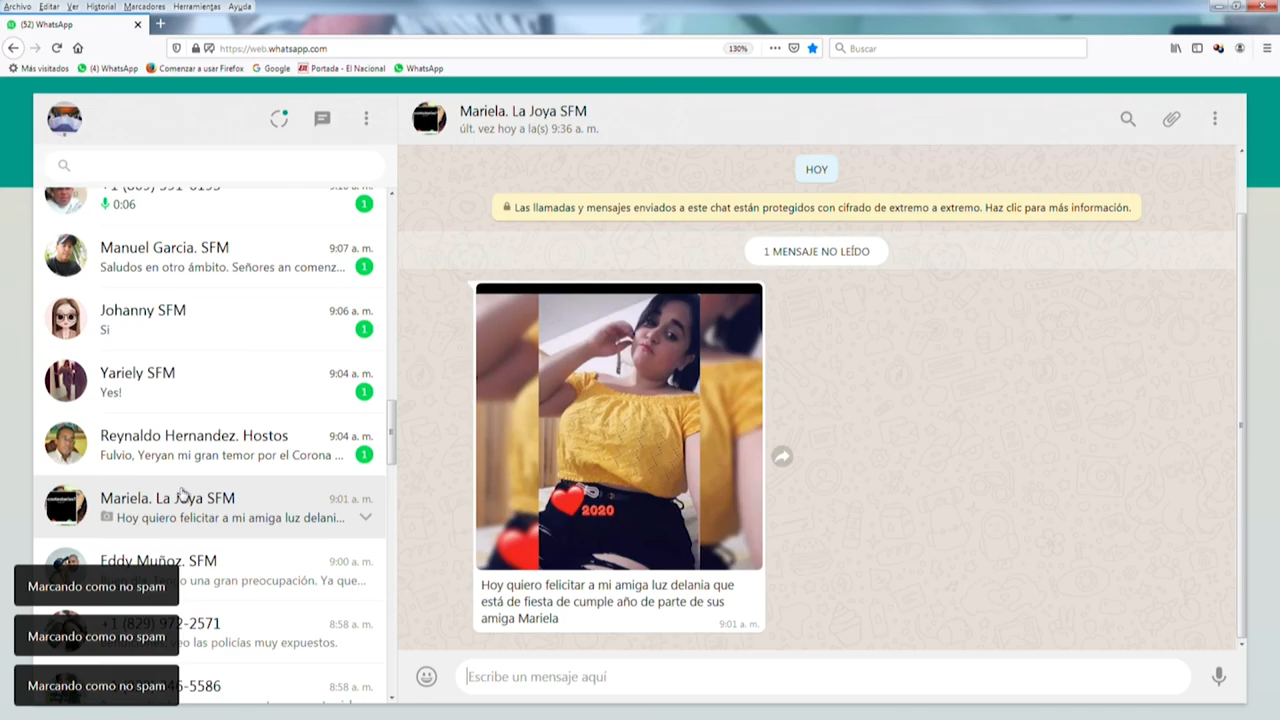 Archivo Editar Ver Historial Marcadores Herramientas Ayuda
(52) WhatsApp
https://web.whatsapp.com
130%
Buscar
Más visitados
(4) WhatsApp
Comenzar a usar Firefox
Google
Portada - El Nacional
WhatsApp
0:06
1
Manuel Garcia. SFM
9:07 a. m.
Saludos en otro ámbito. Señores an comenz...
1
Johanny SFM
9:06 a. m.
Si
1
Yariely SFM
9:04 a. m.
Yes!
1
Reynaldo Hernandez. Hostos
9:04 a. m.
Fulvio, Yeryan mi gran temor por el Corona ...
1
Mariela. La Joya SFM
9:01 a. m.
Hoy quiero felicitar a mi amiga luz delani...
Eddy Muñoz. SFM
9:00 a. m.
una gran preocupación. Ya que...
+1 (829) 972-2571
8:58 a. m.
veo las policías muy expuestos.
-5586
8:58 a. m.
Marcando como no spam
Marcando como no spam
Marcando como no spam
Mariela. La Joya SFM
últ. vez hoy a la(s) 9:36 a. m.
HOY
Las llamadas y mensajes enviados a este chat están protegidos con cifrado de extremo a extremo. Haz clic para más información.
1 MENSAJE NO LEÍDO
2020
Hoy quiero felicitar a mi amiga luz delania que
está de fiesta de cumple año de parte de sus
amiga Mariela
9:01 a. m.
Escribe un mensaje aquí